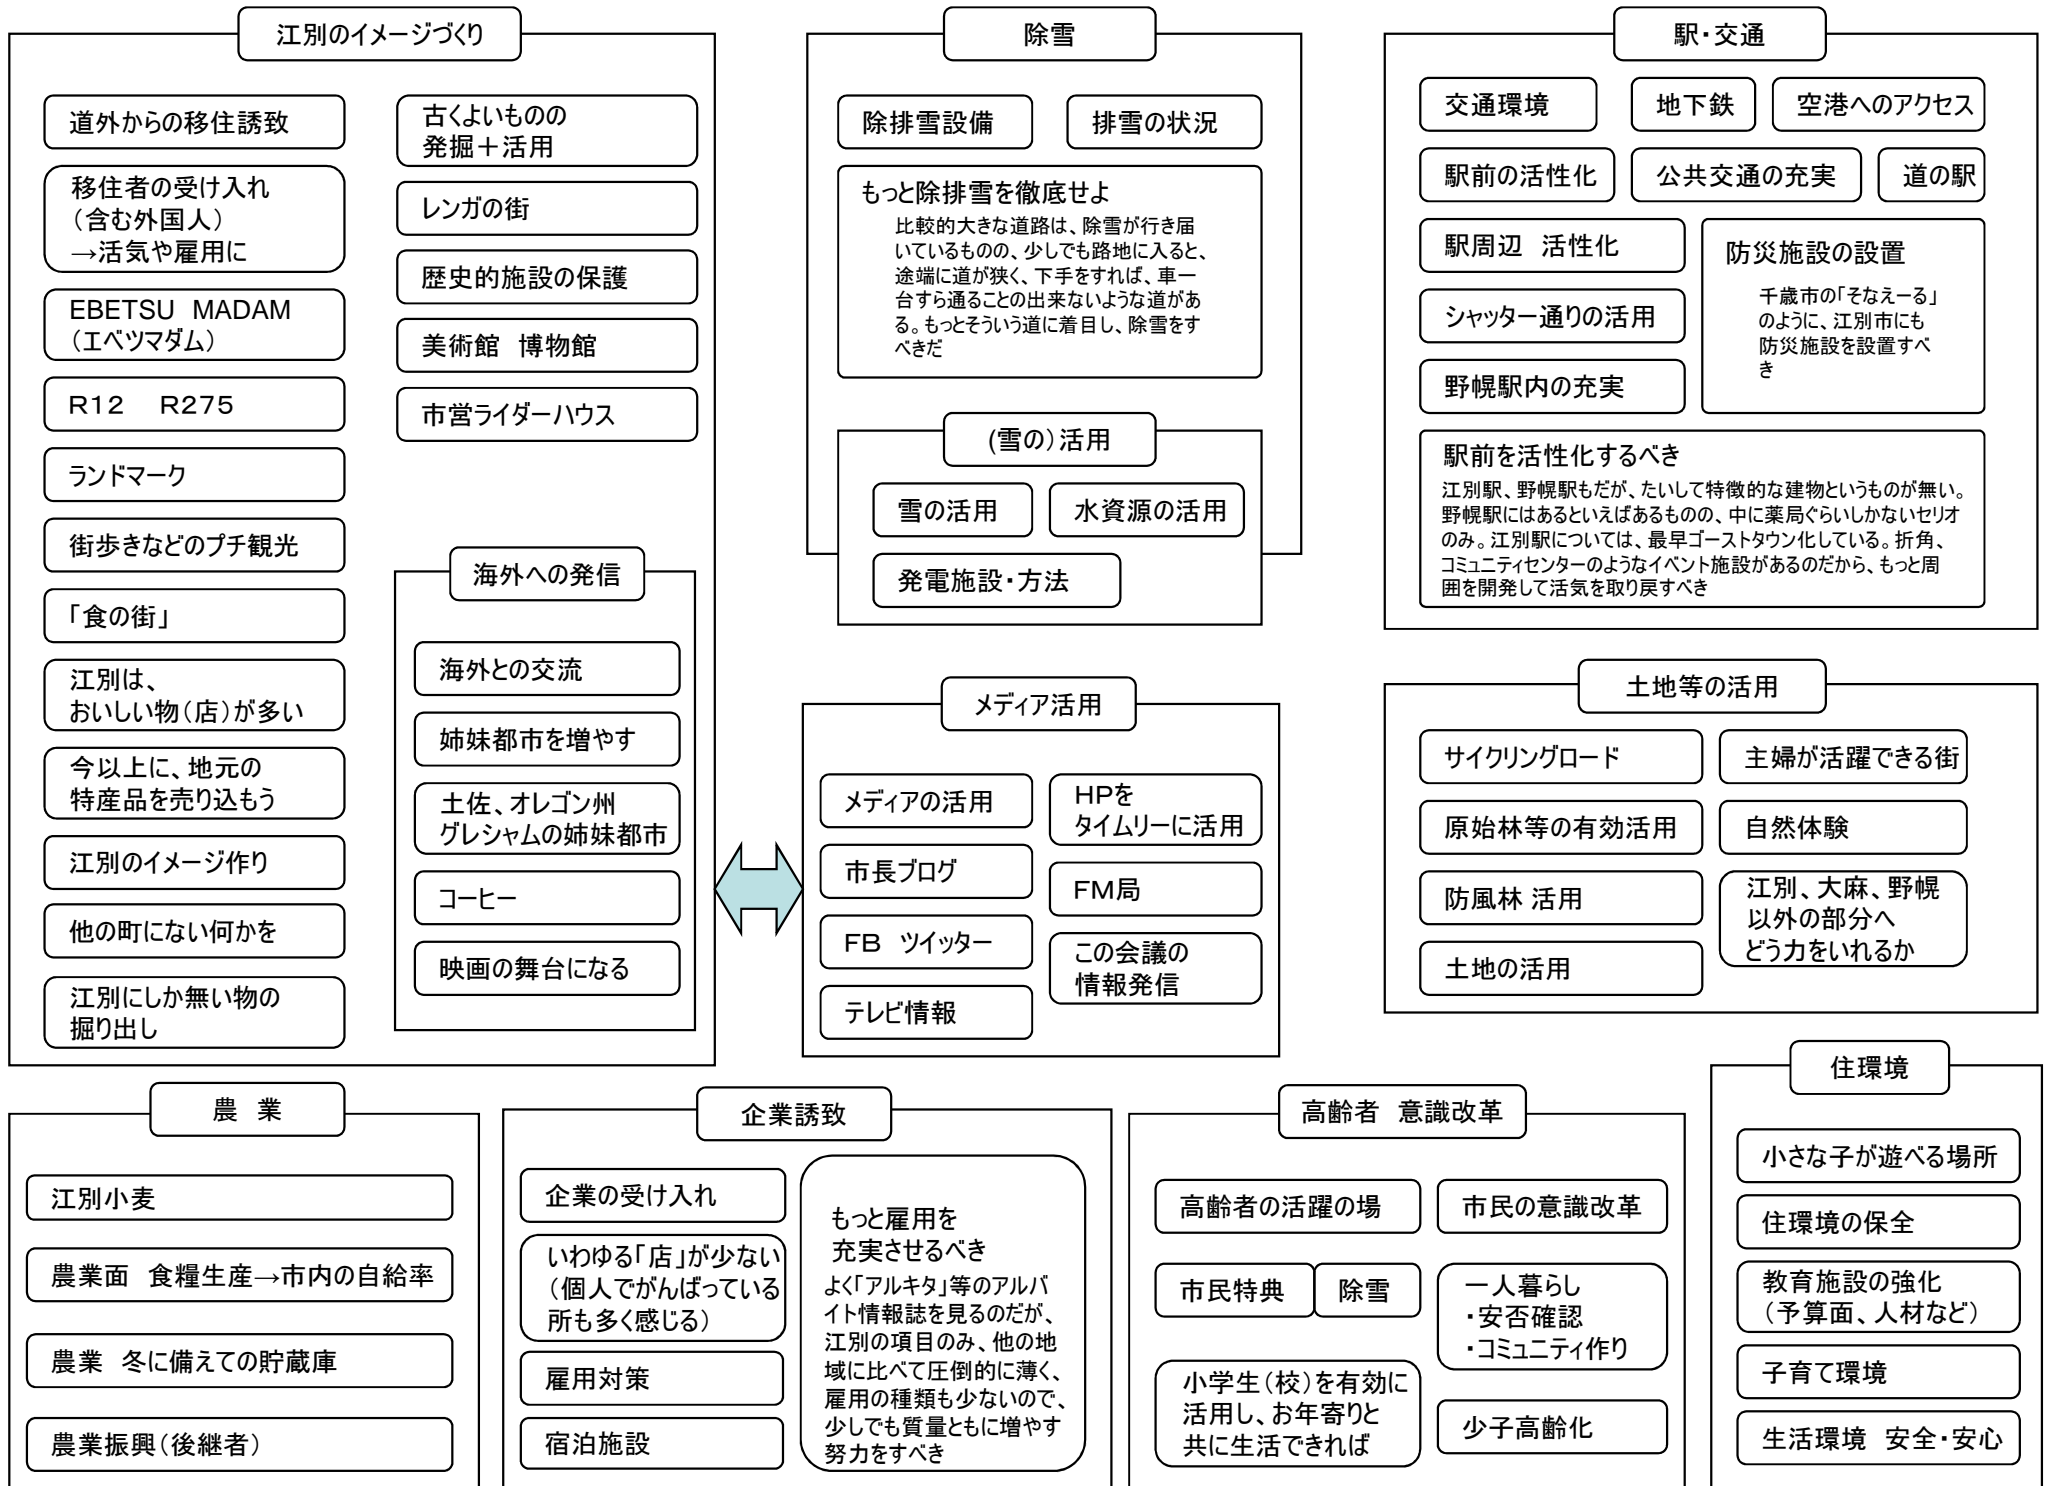 江別のイメージづくり
道外からの移住誘致
移住者の受け入れ
（含む外国人）
→活気や雇用に
EBETSU　MADAM
（エベツマダム）
R12　R275
ランドマーク
街歩きなどのプチ観光
「食の街」
江別は、
おいしい物（店）が多い
今以上に、地元の
特産品を売り込もう
江別のイメージ作り
他の町にない何かを
江別にしか無い物の
掘り出し
古くよいものの
発掘＋活用
レンガの街
歴史的施設の保護
美術館　博物館
市営ライダーハウス
海外への発信
海外との交流
姉妹都市を増やす
土佐、オレゴン州
グレシャムの姉妹都市
コーヒー
映画の舞台になる
除雪
除排雪設備
排雪の状況
もっと除排雪を徹底せよ
比較的大きな道路は、除雪が行き届
いているものの、少しでも路地に入ると、
途端に道が狭く、下手をすれば、車一
台すら通ることの出来ないような道があ
る。もっとそういう道に着目し、除雪をす
べきだ
(雪の）活用
雪の活用
水資源の活用
発電施設・方法
メディア活用
メディアの活用
市長ブログ
FB　ツイッター
テレビ情報
HPを
タイムリーに活用
FM局
この会議の
情報発信
駅・交通
交通環境
地下鉄
空港へのアクセス
駅前の活性化
公共交通の充実
道の駅
駅周辺　活性化
シャッター通りの活用
野幌駅内の充実
防災施設の設置
千歳市の「そなえーる」
のように、江別市にも
防災施設を設置すべ
き
駅前を活性化するべき
江別駅、野幌駅もだが、たいして特徴的な建物というものが無い。
野幌駅にはあるといえばあるものの、中に薬局ぐらいしかないセリオ
のみ。江別駅については、最早ゴーストタウン化している。折角、
コミュニティセンターのようなイベント施設があるのだから、もっと周
囲を開発して活気を取り戻すべき
土地等の活用
サイクリングロード
原始林等の有効活用
防風林 活用
土地の活用
主婦が活躍できる街
自然体験
江別、大麻、野幌
以外の部分へ
どう力をいれるか
農　業
江別小麦
農業面　食糧生産→市内の自給率
農業　冬に備えての貯蔵庫
農業振興（後継者）
企業誘致
企業の受け入れ
いわゆる「店」が少ない
（個人でがんばっている
所も多く感じる）
雇用対策
宿泊施設
もっと雇用を
充実させるべき
よく「アルキタ」等のアルバ
イト情報誌を見るのだが、
江別の項目のみ、他の地
域に比べて圧倒的に薄く、
雇用の種類も少ないので、
少しでも質量ともに増やす
努力をすべき
高齢者　意識改革
高齢者の活躍の場
市民特典
除雪
小学生（校）を有効に
活用し、お年寄りと
共に生活できれば
市民の意識改革
一人暮らし
・安否確認
・コミュニティ作り
少子高齢化
住環境
小さな子が遊べる場所
住環境の保全
教育施設の強化
（予算面、人材など）
子育て環境
生活環境　安全・安心